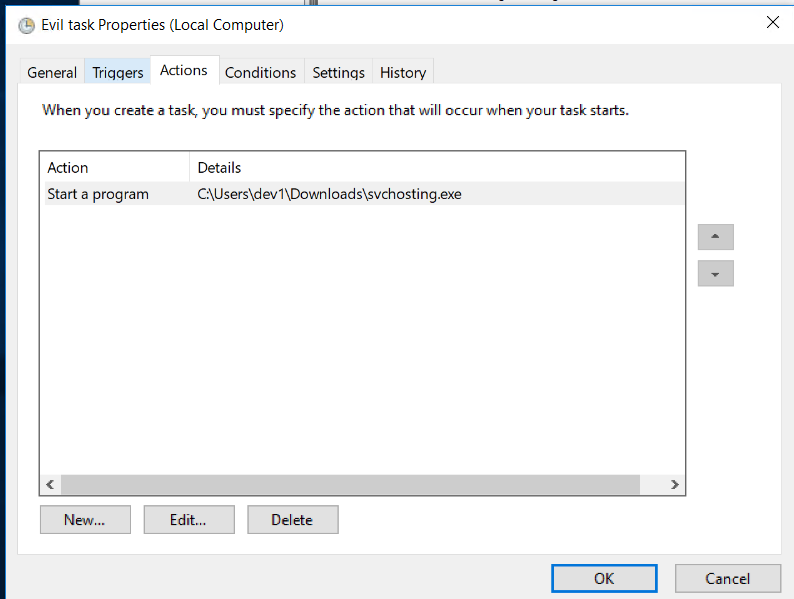 Evil task Properties (Local Computer)
General Triggers Actions Conditions Settings History
When you create a task, you must specify the action that will occur when your task starts.
Action Details
Start a program C:\Users\dev1\Downloads\svchosting.exe
New... Edit... Delete
OK Cancel